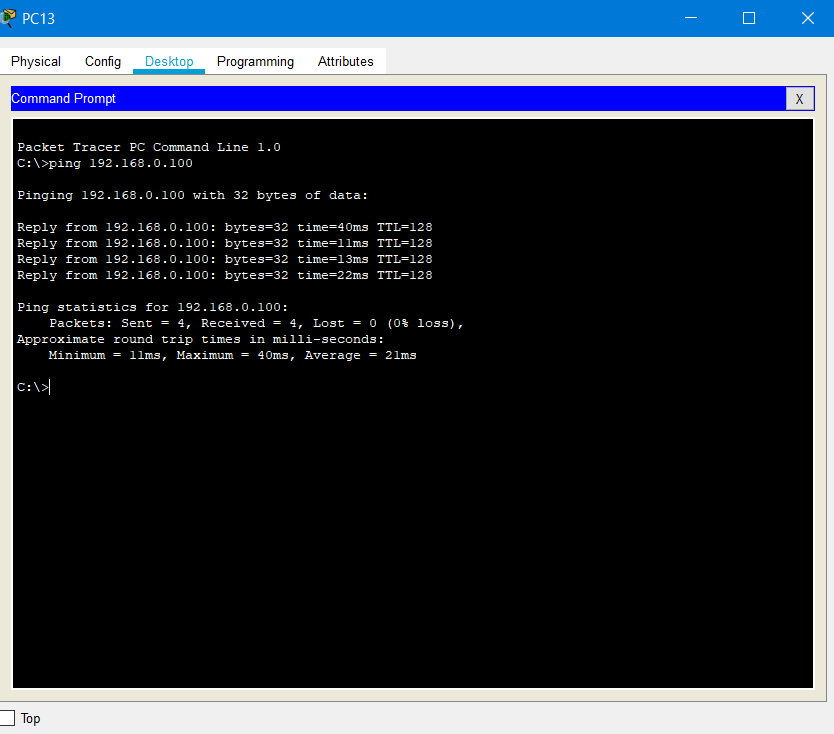 PC13
Physical Config Desktop Programming Attributes
Command Prompt X
Packet Tracer PC Command Line 1.0
C:\>ping 192.168.0.100
Pinging 192.168.0.100 with 32 bytes of data:
Reply from 192.168.0.100: bytes=32 time=40ms TTL=128
Reply from 192.168.0.100: bytes=32 time=11ms TTL=128
Reply from 192.168.0.100: bytes=32 time=13ms TTL=128
Reply from 192.168.0.100: bytes=32 time=22ms TTL=128
Ping statistics for 192.168.0.100:
Packets: Sent = 4, Received = 4, Lost = 0 (0% loss),
Approximate round trip times in milli-seconds:
Minimum = 11ms, Maximum = 40ms, Average = 21ms
C:\>
Top